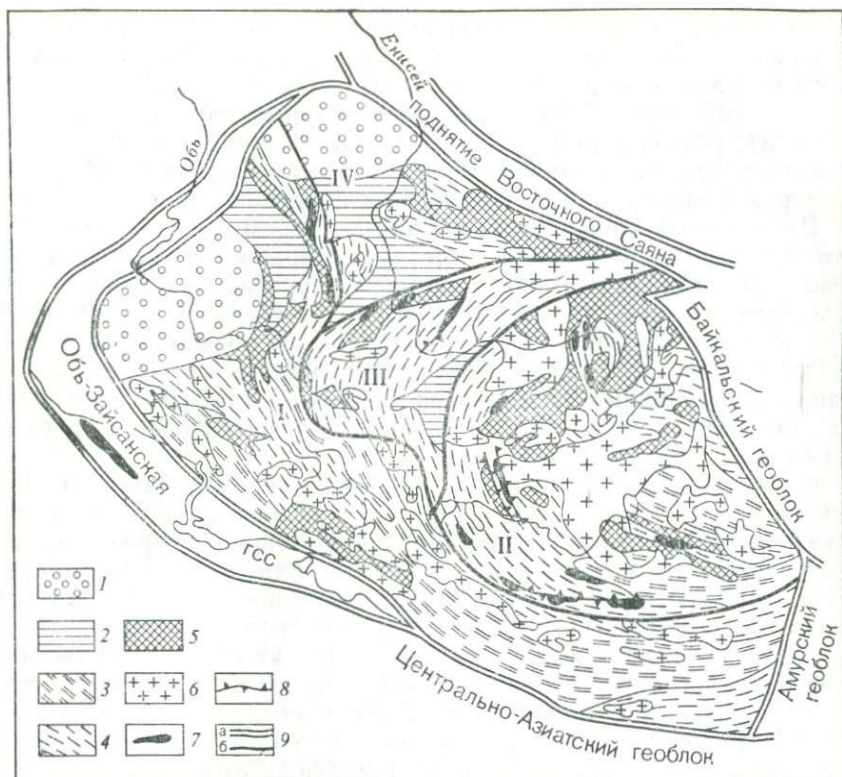 Енисей
поднятие Восточного Саяна
Обь
IV
Байкальский геоблок
III
I
Обь-Зайсанская
гсс
II
Амурский
геоблок
Центрально-Азиатский геоблок
1
2
5
3
6
8
4
7
а
б
9